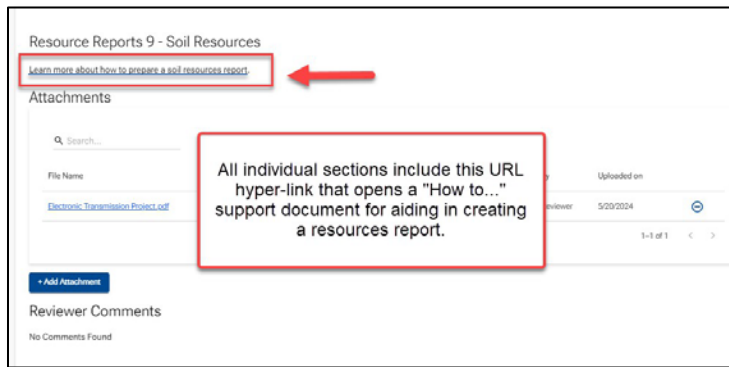 Resource Reports 9 - Soil Resources
Learn more about how to prepare a soil resources report.
Attachments
Search...
File Name
Uploaded on
Electronic Transmission Project.pdf
5/20/2024
1–1 of 1
All individual sections include this URL
hyper-link that opens a "How to..."
support document for aiding in creating
a resources report.
+ Add Attachment
Reviewer Comments
No Comments Found